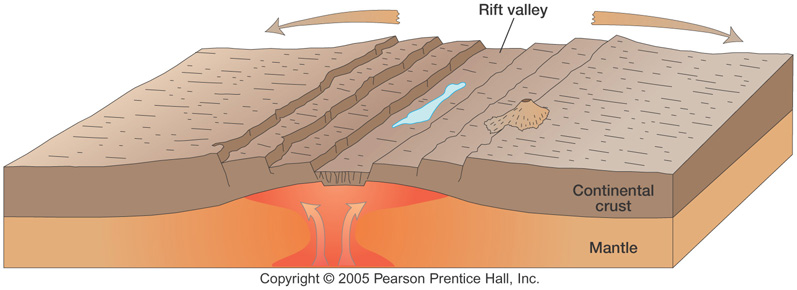 Rift valley
Continental
crust
Mantle
Copyright © 2005 Pearson Prentice Hall, Inc.